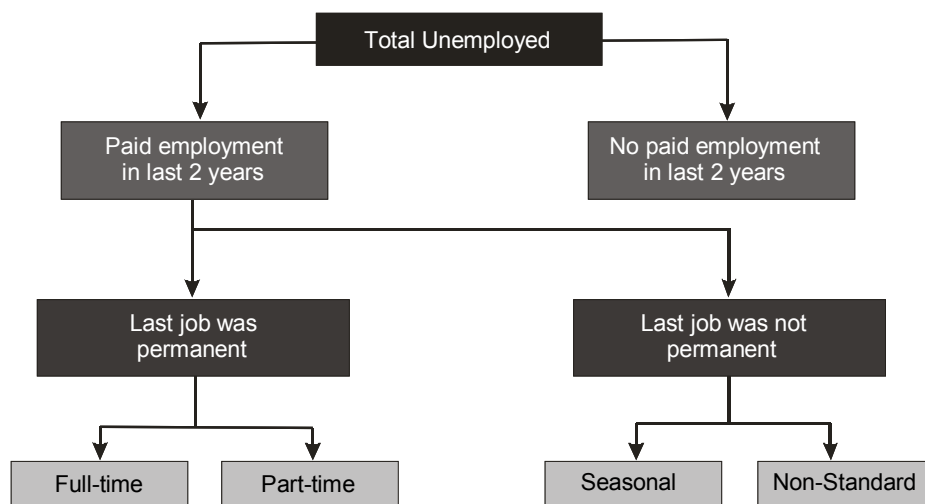 Total Unemployed
Paid employment
in last 2 years
No paid employment
in last 2 years
Last job was
permanent
Last job was not
permanent
Full-time
Part-time
Seasonal
Non-Standard